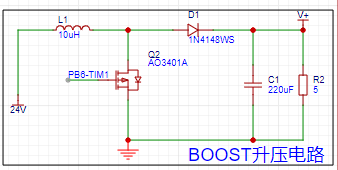 L1
10uH
D1
1N4148WS
V+
Q2
AO3401A
PB6-TIM1
C1
220uF
R2
5
24V
BOOST升压电路